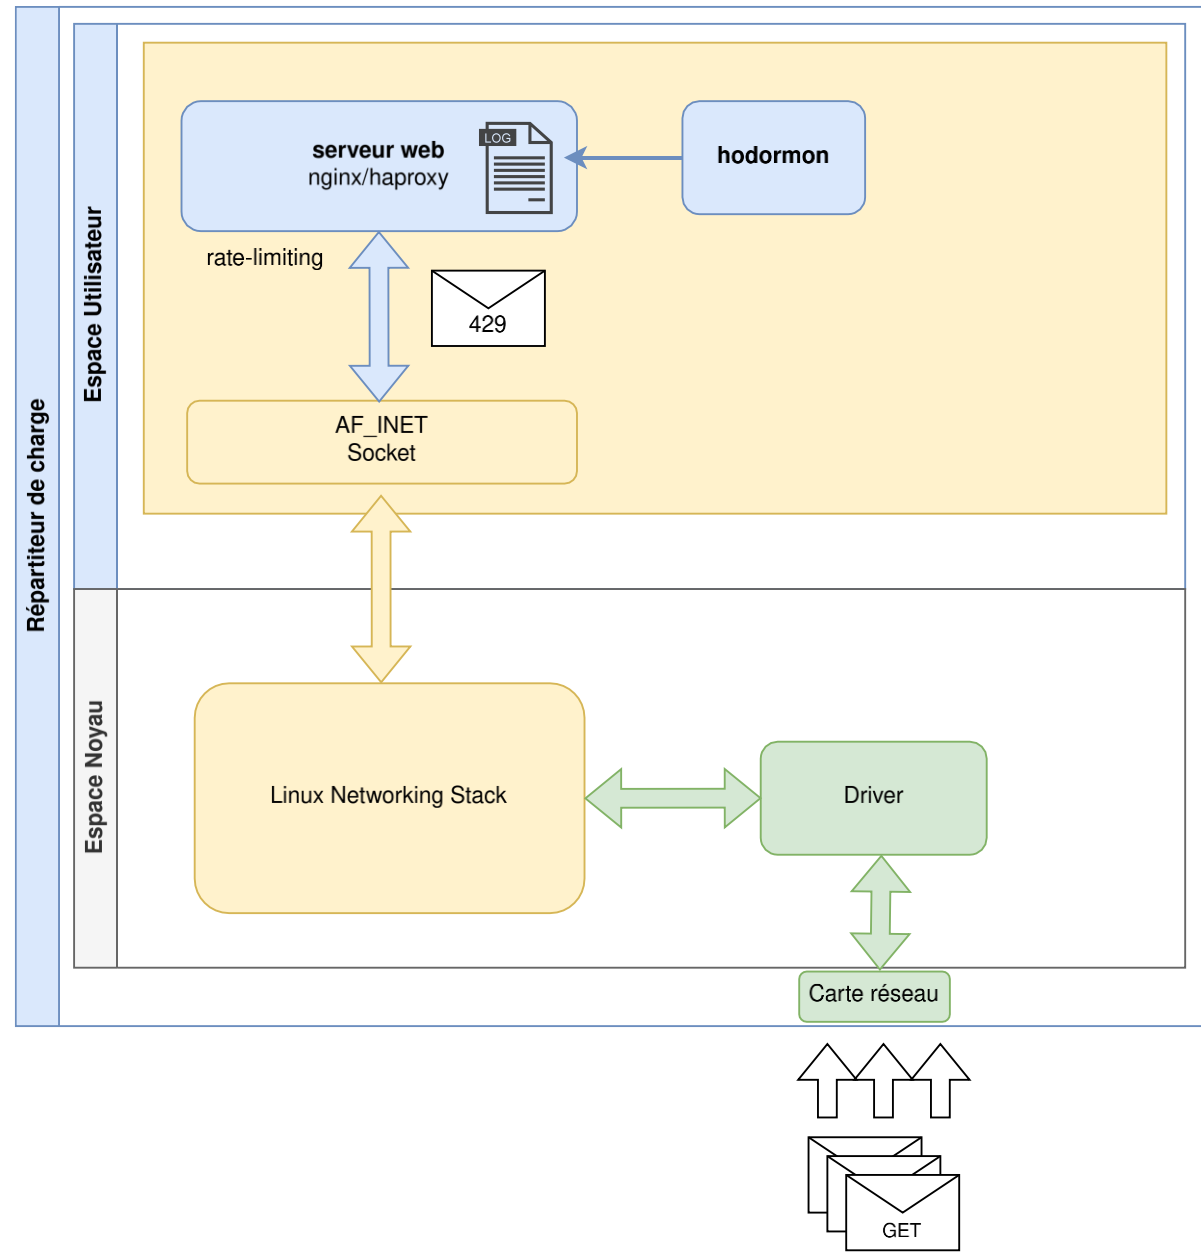 Répartiteur de charge
Espace Utilisateur
serveur web
nginx/haproxy
LOG
hodormon
rate-limiting
429
AF_INET
Socket
Espace Noyau
Linux Networking Stack
Driver
Carte réseau
GET